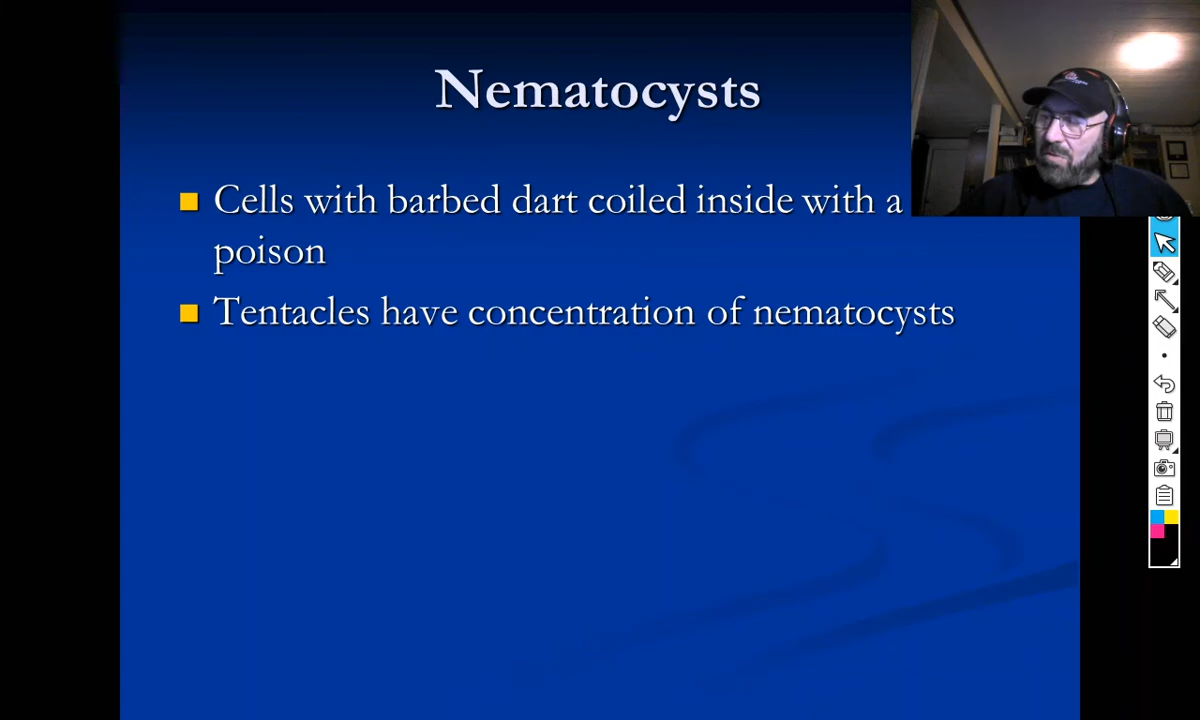 Nematocysts
Cells with barbed dart coiled inside with a
poison
Tentacles have concentration of nematocysts